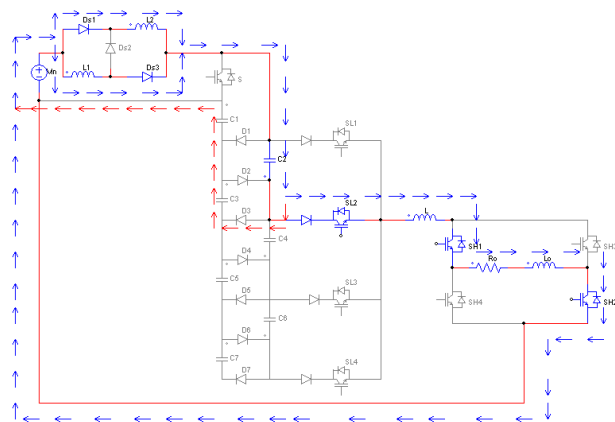 Ds1
L2
Ds2
Vin
L1
Ds3
S
C1
SL1
D1
C2
D2
C3
SL2
L
D3
C4
SH1
SH3
D4
Ro
Lo
C5
SL3
D5
SH4
SH2
C6
D6
C7
SL4
D7